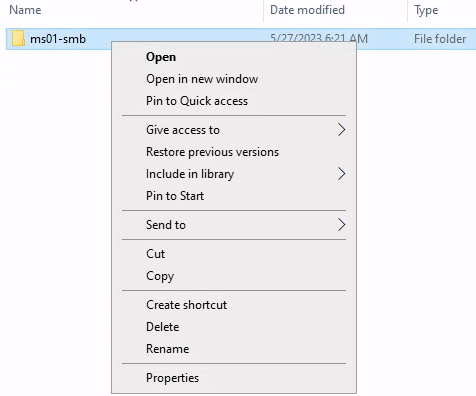 Name Date modified Type
ms01-smb 5/27/2023 6:21 AM File folder
Open
Open in new window
Pin to Quick access
Give access to
Restore previous versions
Include in library
Pin to Start
Send to
Cut
Copy
Create shortcut
Delete
Rename
Properties